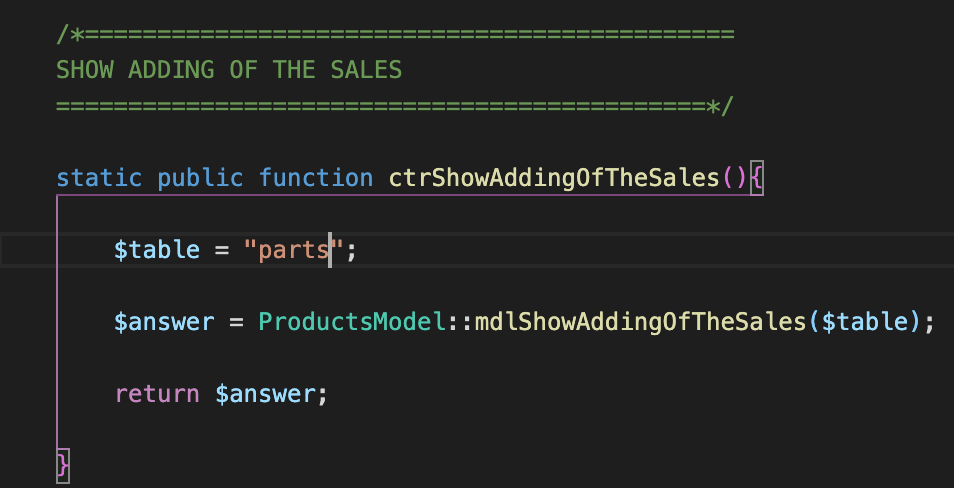 /*=============================================
SHOW ADDING OF THE SALES
=============================================*/
static public function ctrShowAddingOfTheSales(){
$table = "parts";
$answer = ProductsModel::mdlShowAddingOfTheSales($table);
return $answer;
}